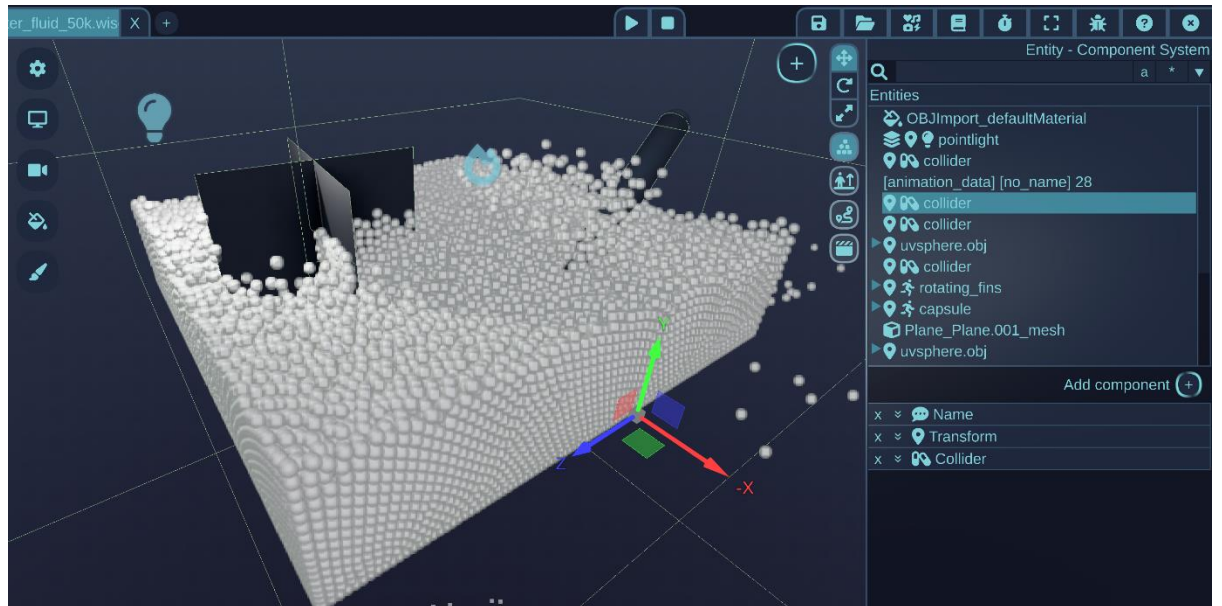 er_fluid_50k.wis X +
Entity - Component System
a * ▼
Entities
OBJImport_defaultMaterial
pointlight
collider
[animation_data] [no_name] 28
collider
collider
uvsphere.obj
collider
rotating_fins
capsule
Plane_Plane.001_mesh
uvsphere.obj
Add component +
x Name
x Transform
x Collider
Y
Z
-X